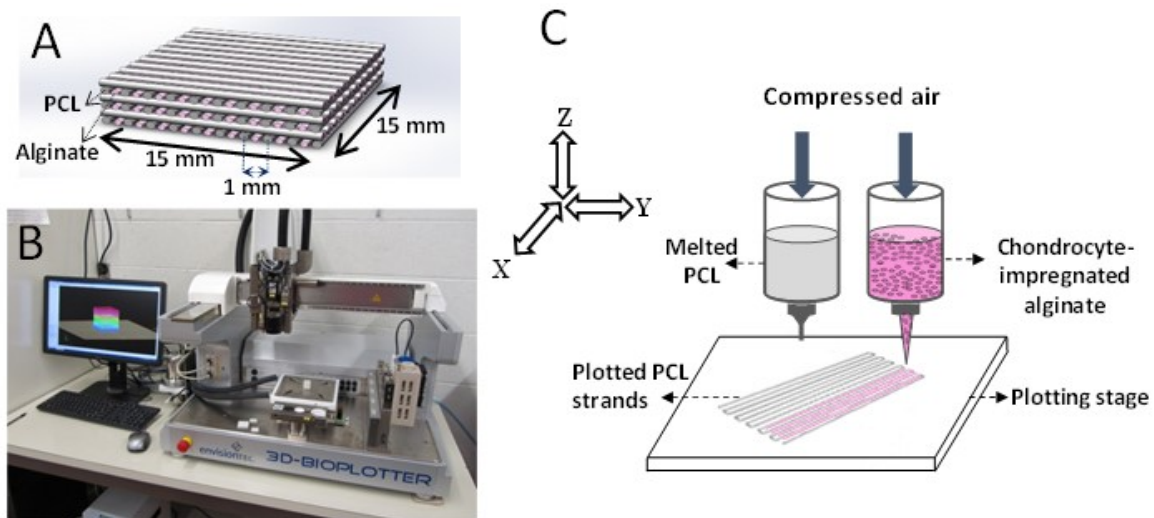 A
PCL
Alginate
15 mm
15 mm
1 mm
B
envisionTEC
3D-BIOPLOTTER
C
Compressed air
Z
Y
X
Melted
PCL
Chondrocyte-
impregnated
alginate
Plotted PCL
strands
Plotting stage